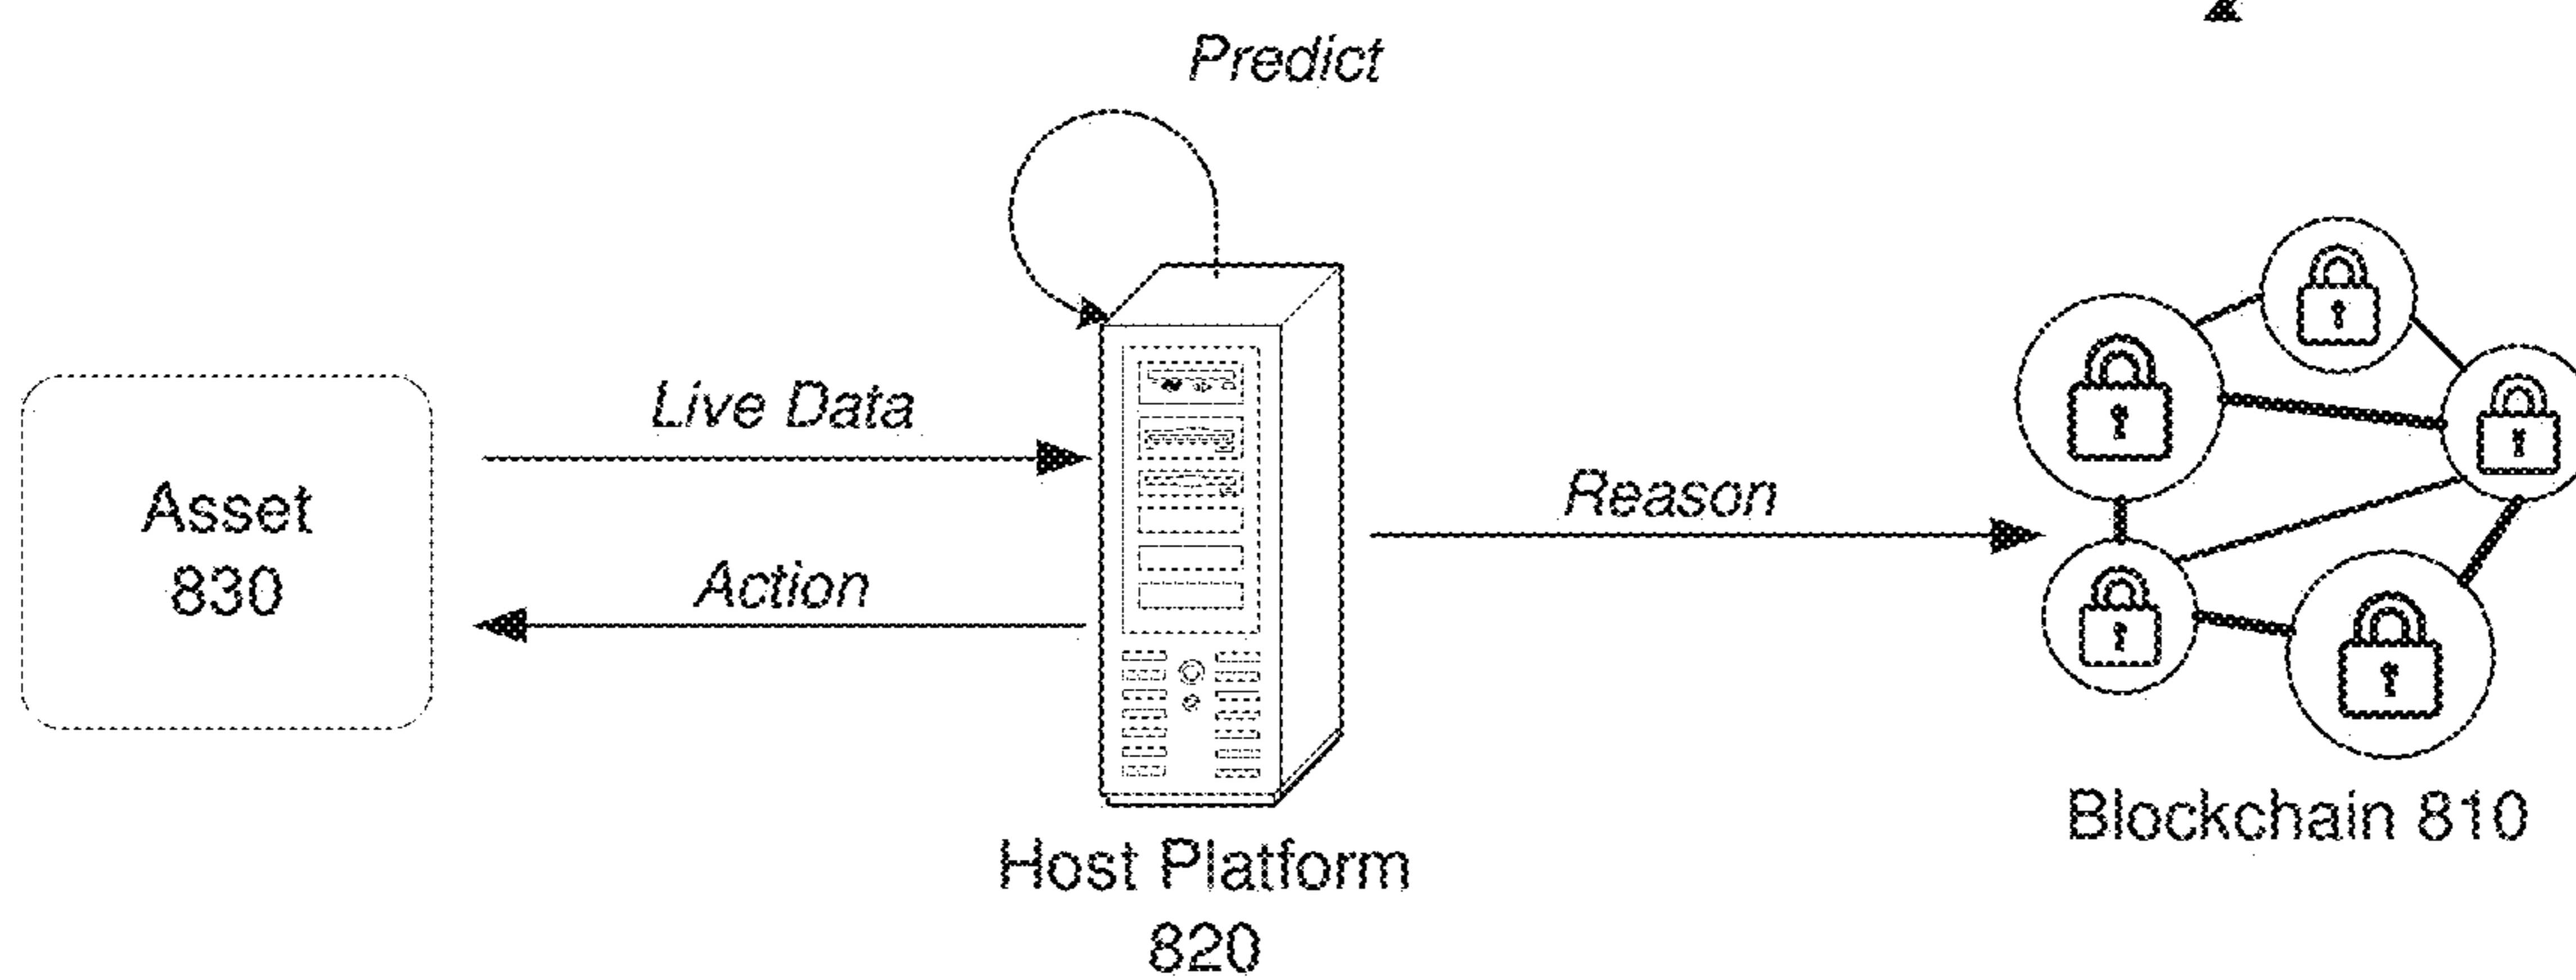 Predict
Live Data
Asset
830
Action
Reason
Host Platform
820
Blockchain 810